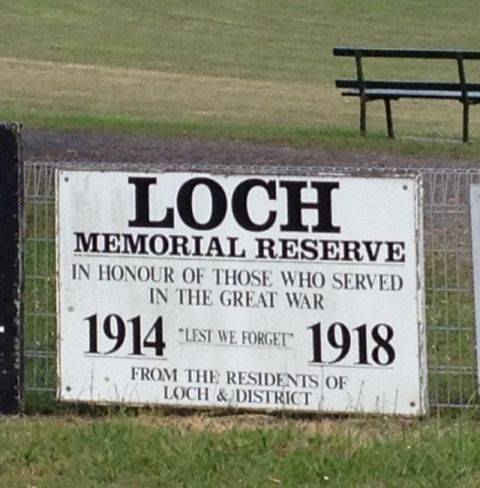 LOCH
MEMORIAL RESERVE
IN HONOUR OF THOSE WHO SERVED
IN THE GREAT WAR
1914 "LEST WE FORGET" 1918
FROM THE RESIDENTS OF
LOCH & DISTRICT